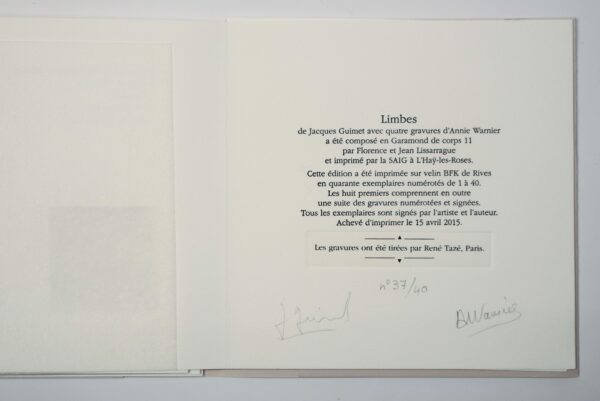 Limbes
de Jacques Guimet avec quatre gravures d'Annie Warnier
a été composé en Garamond de corps 11
par Florence et Jean Lissarrague
et imprimé par la SAIG à L'Haÿ-les-Roses.
Cette édition a été imprimée sur velin BFK de Rives
en quarante exemplaires numérotés de 1 à 40.
Les huit premiers comprennent en outre
une suite des gravures numérotées et signées.
Tous les exemplaires sont signés par l'artiste et l'auteur.
Achevé d'imprimer le 15 avril 2015.
Les gravures ont été tirées par René Tazé, Paris.
n°37/40